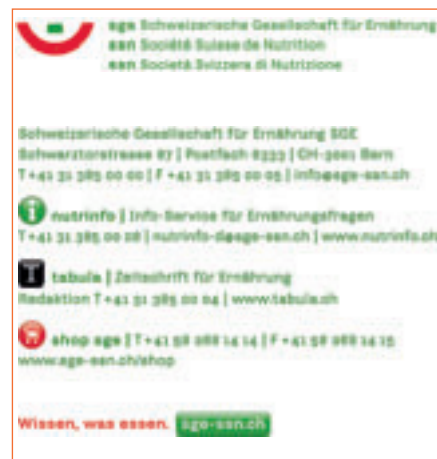 sge Schweizerische Gesellschaft für Ernährung
ssn Société Suisse de Nutrition
ssn Società Svizzera di Nutrizione
Schweizerische Gesellschaft für Ernährung SGE
Schwarztorstrasse 87 | Postfach 8333 | CH-3001 Bern
T +41 31 385 00 00 | F +41 31 385 00 05 | info@sge-ssn.ch
nutrinfo | Info-Service für Ernährungsfragen
T +41 31 385 00 08 | nutrinfo-d@sge-ssn.ch | www.nutrinfo.ch
T tabula | Zeitschrift für Ernährung
Redaktion T +41 31 385 00 04 | www.tabula.ch
shop sge | T +41 58 268 14 14 | F +41 58 268 14 15
www.sge-ssn.ch/shop
Wissen, was essen. sge-ssn.ch